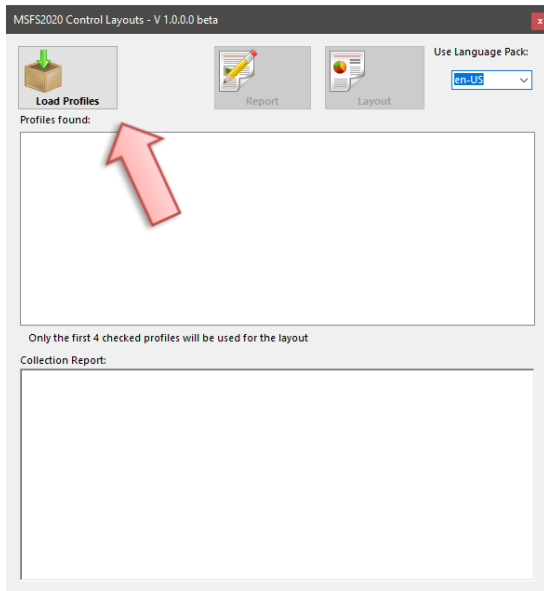 MSFS2020 Control Layouts - V 1.0.0.0 beta
x
Use Language Pack:
en-US
Load Profiles
Report
Layout
Profiles found:
Only the first 4 checked profiles will be used for the layout
Collection Report: